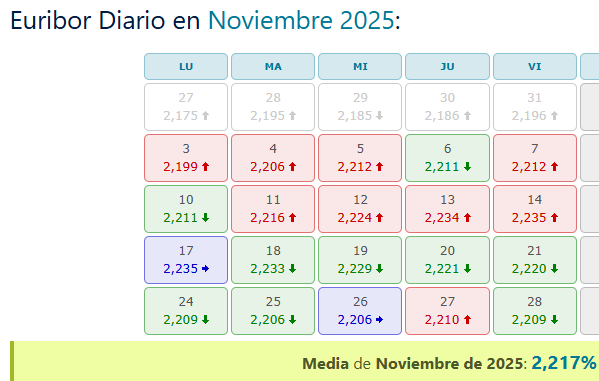 Euribor Diario en Noviembre 2025:
LU MA MI JU VI
27 28 29 30 31
2,175 ↑ 2,195 ↑ 2,185 ↓ 2,186 ↑ 2,196 ↑
3 4 5 6 7
2,199 ↑ 2,206 ↑ 2,212 ↑ 2,211 ↓ 2,212 ↑
10 11 12 13 14
2,211 ↓ 2,216 ↑ 2,224 ↑ 2,234 ↑ 2,235 ↑
17 18 19 20 21
2,235 → 2,233 ↓ 2,229 ↓ 2,221 ↓ 2,220 ↓
24 25 26 27 28
2,209 ↓ 2,206 ↓ 2,206 → 2,210 ↑ 2,209 ↓
Media de Noviembre de 2025: 2,217%